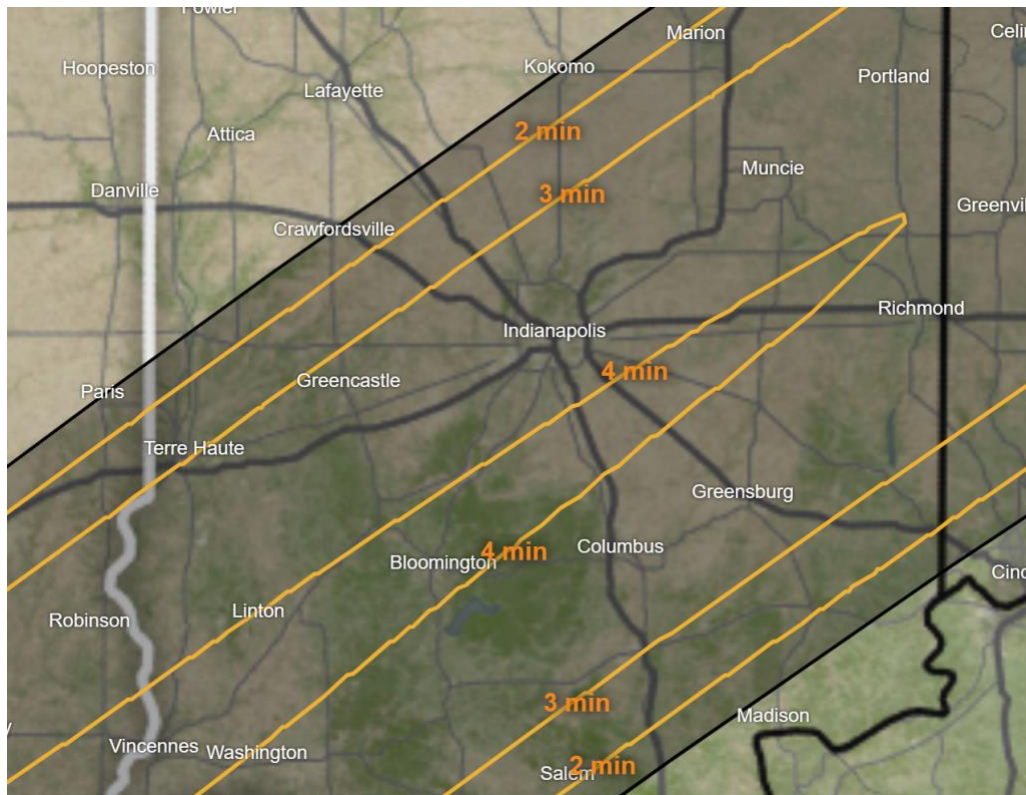 Fowler
Marion
Celi
Hoopeston
Kokomo
Portland
Lafayette
2 min
Attica
Muncie
Danville
3 min
Greenvil
Crawfordsville
Richmond
Indianapolis
4 min
Greencastle
Paris
Terre Haute
Greensburg
Columbus
4 min
Bloomington
Cinc
Linton
Robinson
3 min
Madison
y
Vincennes
Washington
2 min
Salem